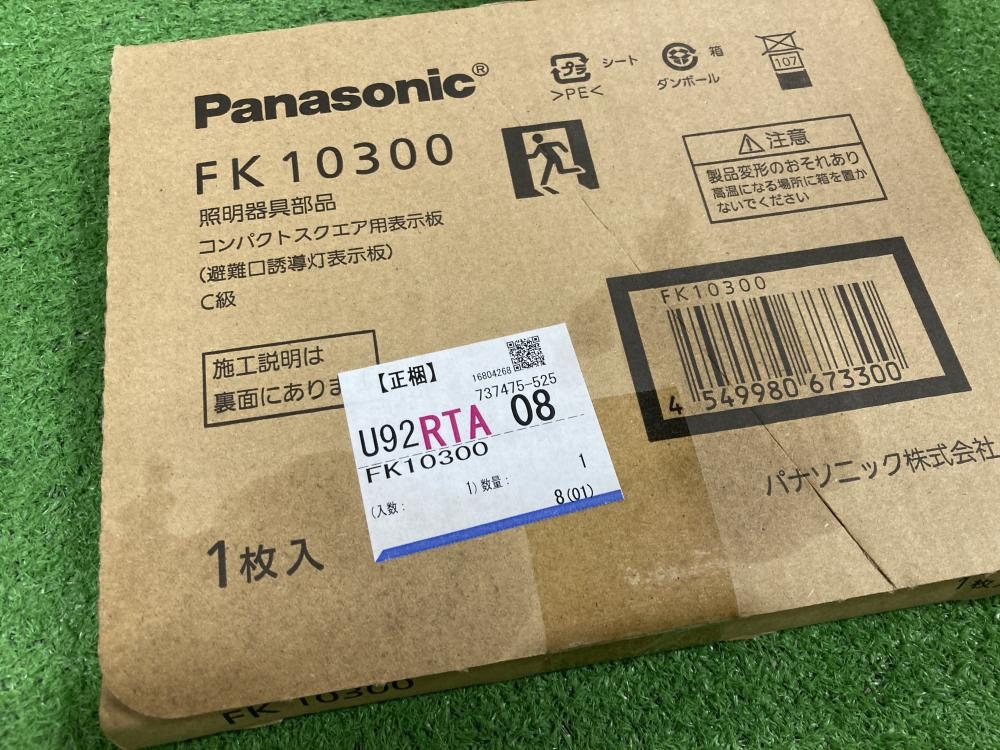 Panasonic®
FK10300
照明器具部品
コンパクトスクエア用表示板
(避難口誘導灯表示板)
C級
プラ
シート
>PE<
箱
ダンボール
107
注意
製品変形のおそれあり
高温になる場所に箱を置か
ないでください
FK10300
4 549980 673300
パナソニック株式会社
施工説明は
裏面にありま
【正梱】
16804268
737475-525
U92RTA 08
FK10300
(入数: 1) 数量: 1
8(01)
1枚入
FK10300
1枚